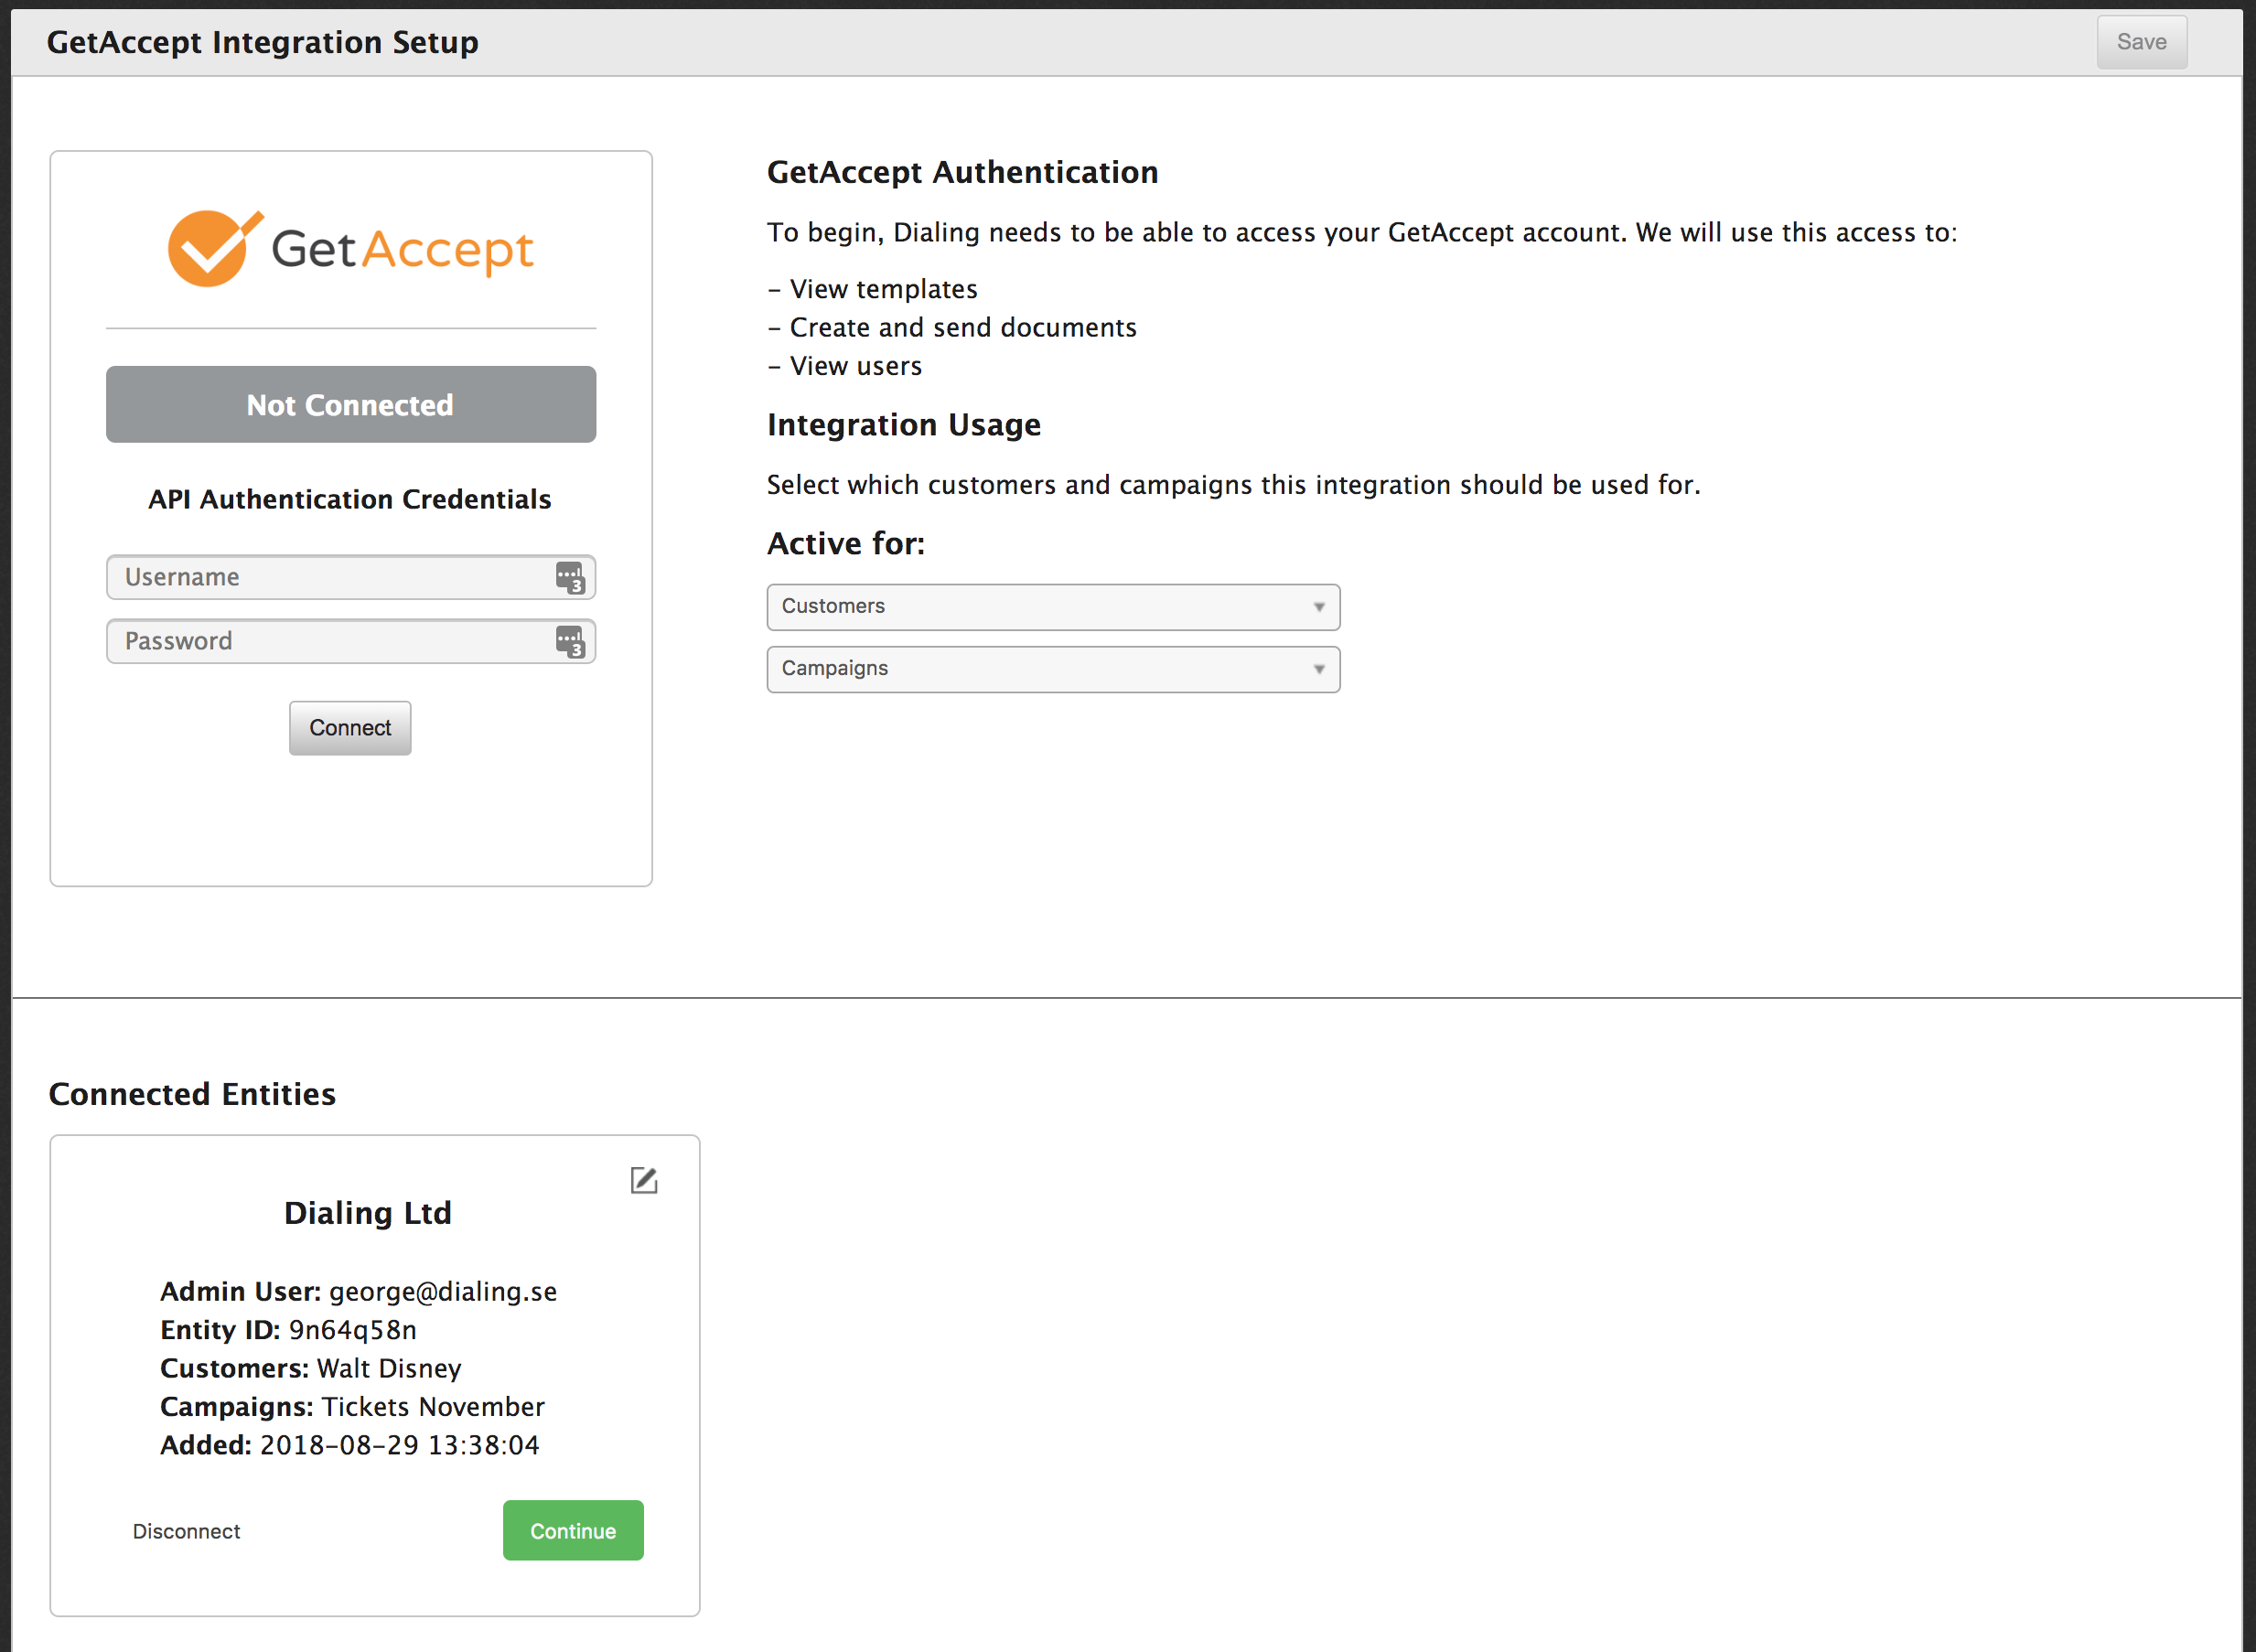 GetAccept Integration Setup
Save
GetAccept
Not Connected
API Authentication Credentials
Username
3
Password
3
Connect
GetAccept Authentication
To begin, Dialing needs to be able to access your GetAccept account. We will use this access to:
– View templates
– Create and send documents
– View users
Integration Usage
Select which customers and campaigns this integration should be used for.
Active for:
Customers
Campaigns
Connected Entities
Dialing Ltd
Admin User: george@dialing.se
Entity ID: 9n64q58n
Customers: Walt Disney
Campaigns: Tickets November
Added: 2018-08-29 13:38:04
Disconnect
Continue